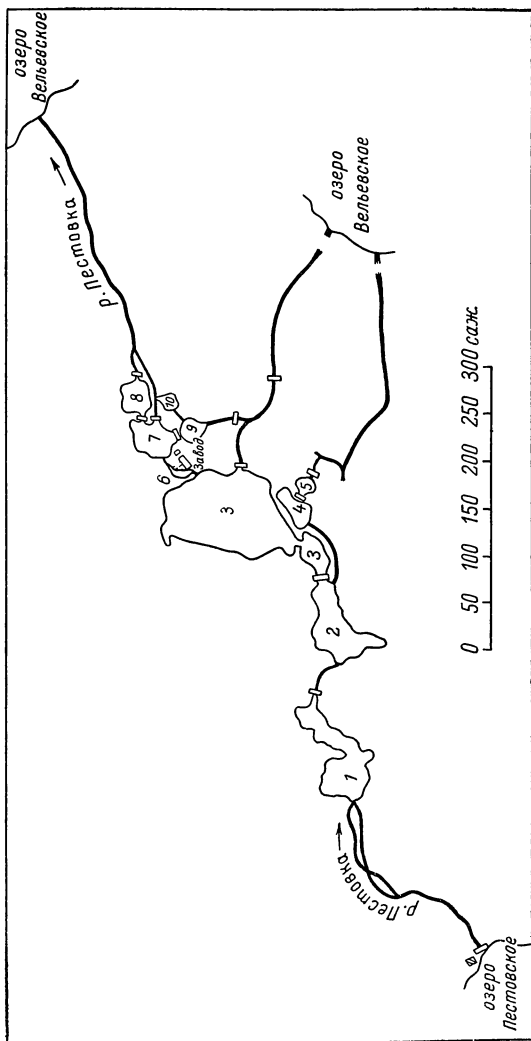 озеро
Вельевское
р. Пестовка
озеро
Вельевское
8
7
10
9
6
Завод
3
4
5
3
2
1
р. Пестовка
озеро
Пестовское
0 50 100 150 200 250 300 саж.